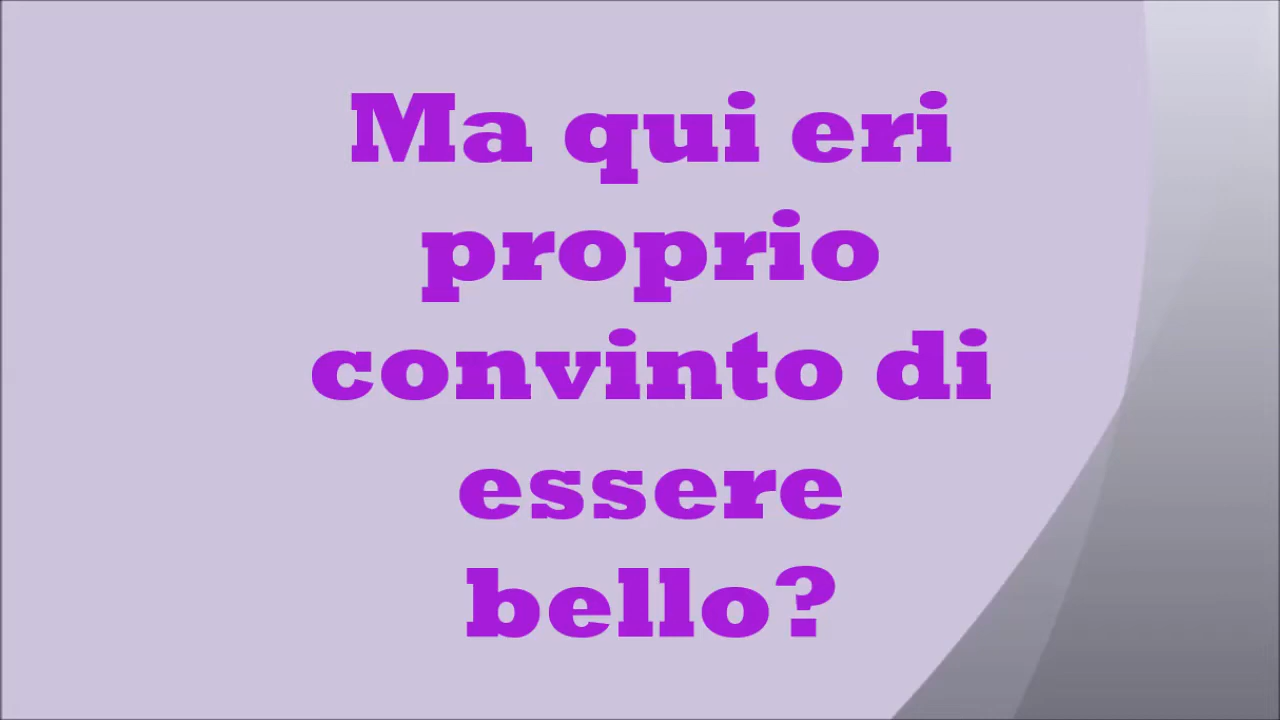 Ma qui eri
proprio
convinto di
essere
bello?